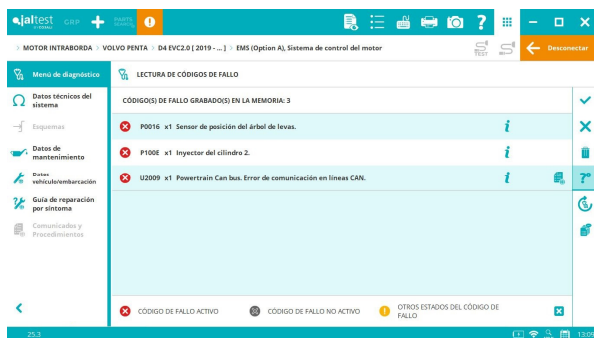 jaltest GRP PARTS SEARCH
MOTOR INTRABORDA > VOLVO PENTA > D4 EVC2.0 [ 2019 - ... ] > EMS (Option A), Sistema de control del motor
TEST
Desconectar
Menú de diagnóstico
LECTURA DE CÓDIGOS DE FALLO
Datos técnicos del
sistema
CÓDIGO(S) DE FALLO GRABADO(S) EN LA MEMORIA: 3
Esquemas
P0016 x1 Sensor de posición del árbol de levas.
Datos de
mantenimiento
P100E x1 Inyector del cilindro 2.
Datos
vehículo/embarcación
U2009 x1 Powertrain Can bus. Error de comunicación en líneas CAN.
Guía de reparación
por síntoma
Comunicados y
Procedimientos
CÓDIGO DE FALLO ACTIVO
CÓDIGO DE FALLO NO ACTIVO
OTROS ESTADOS DEL CÓDIGO DE
FALLO
25.3
13:05